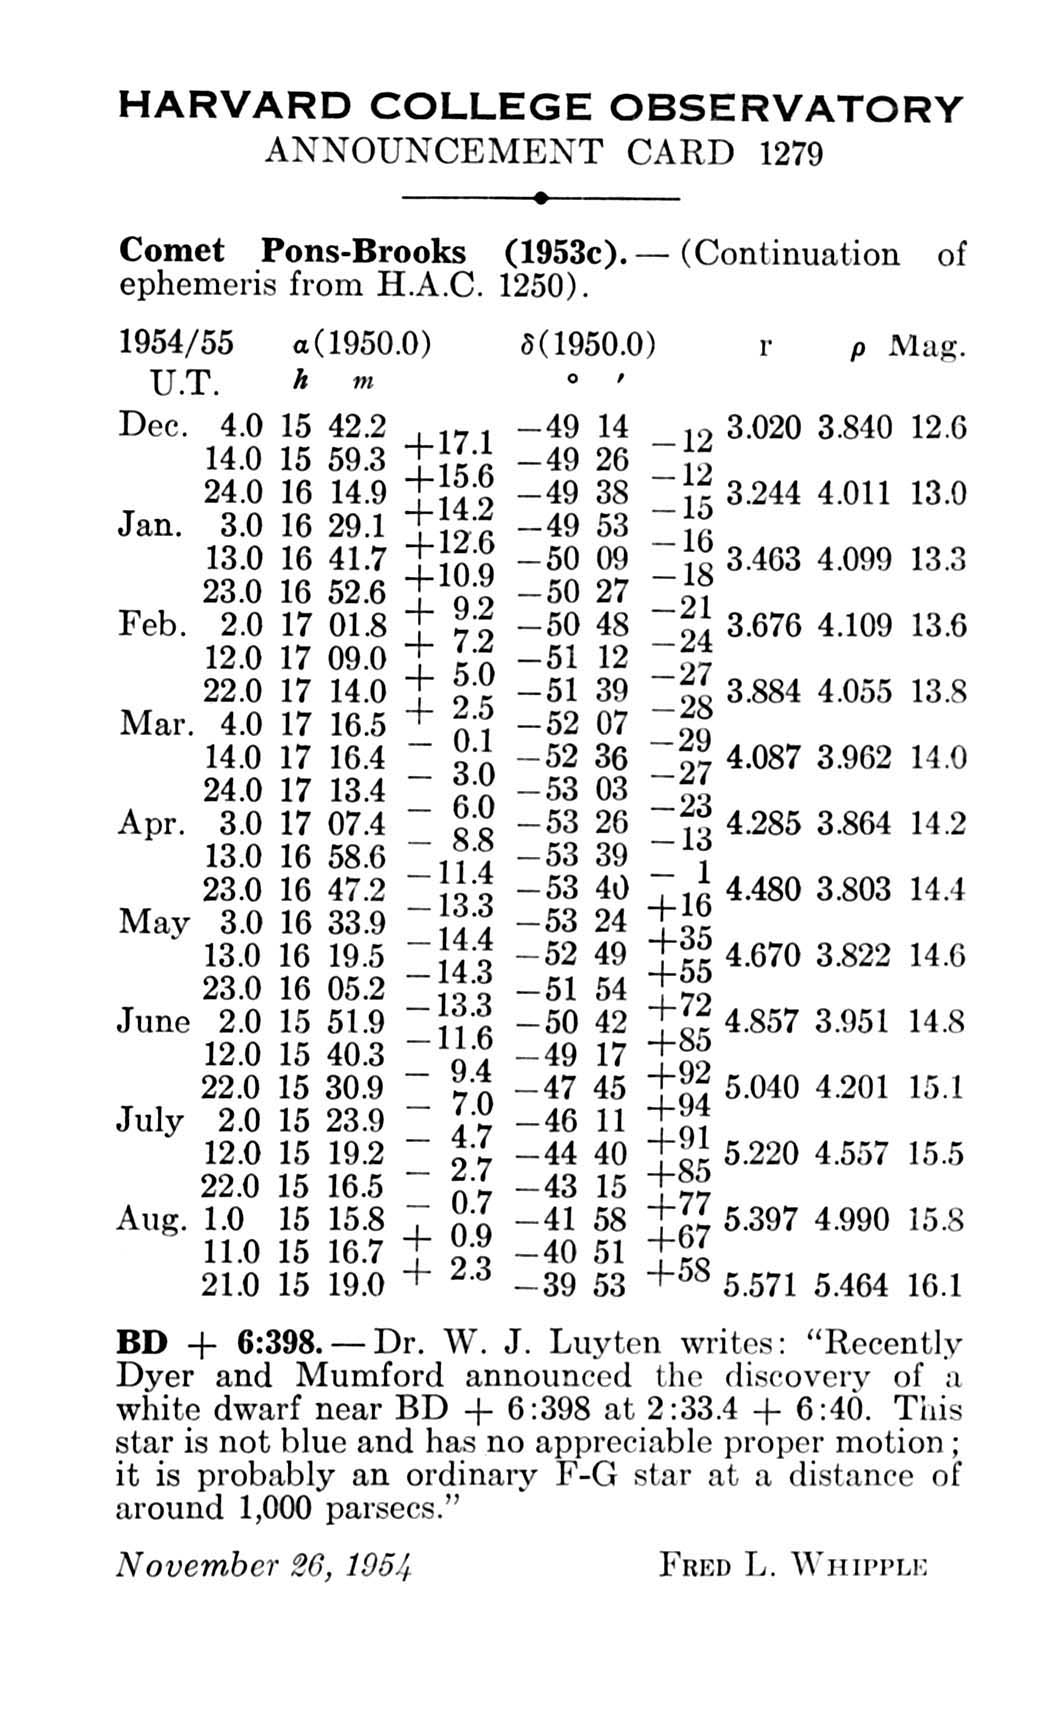 HARVARD COLLEGE OBSERVATORY
ANNOUNCEMENT CARD 1279
Comet Pons-Brooks (1953c). — (Continuation of
ephemeris from H.A.C. 1250).
1954/55 α(1950.0) δ(1950.0) r ρ Mag.
U.T. h m ° ′
Dec. 4.0 15 42.2 −49 14 3.020 3.840 12.6
+17.1 −12
14.0 15 59.3 −49 26
+15.6 −12
24.0 16 14.9 −49 38 3.244 4.011 13.0
+14.2 −15
Jan. 3.0 16 29.1 −49 53
+12.6 −16
13.0 16 41.7 −50 09 3.463 4.099 13.3
+10.9 −18
23.0 16 52.6 −50 27
+ 9.2 −21
Feb. 2.0 17 01.8 −50 48 3.676 4.109 13.6
+ 7.2 −24
12.0 17 09.0 −51 12
+ 5.0 −27
22.0 17 14.0 −51 39 3.884 4.055 13.8
+ 2.5 −28
Mar. 4.0 17 16.5 −52 07
− 0.1 −29
14.0 17 16.4 −52 36 4.087 3.962 14.0
− 3.0 −27
24.0 17 13.4 −53 03
− 6.0 −23
Apr. 3.0 17 07.4 −53 26 4.285 3.864 14.2
− 8.8 −13
13.0 16 58.6 −53 39
−11.4 − 1
23.0 16 47.2 −53 40 4.480 3.803 14.4
−13.3 +16
May 3.0 16 33.9 −53 24
−14.4 +35
13.0 16 19.5 −52 49 4.670 3.822 14.6
−14.3 +55
23.0 16 05.2 −51 54
−13.3 +72
June 2.0 15 51.9 −50 42 4.857 3.951 14.8
−11.6 +85
12.0 15 40.3 −49 17
− 9.4 +92
22.0 15 30.9 −47 45 5.040 4.201 15.1
− 7.0 +94
July 2.0 15 23.9 −46 11
− 4.7 +91
12.0 15 19.2 −44 40 5.220 4.557 15.5
− 2.7 +85
22.0 15 16.5 −43 15
− 0.7 +77
Aug. 1.0 15 15.8 −41 58 5.397 4.990 15.8
+ 0.9 +67
11.0 15 16.7 −40 51
+ 2.3 +58
21.0 15 19.0 −39 53 5.571 5.464 16.1
BD + 6:398. — Dr. W. J. Luyten writes: “Recently
Dyer and Mumford announced the discovery of a
white dwarf near BD + 6:398 at 2:33.4 + 6:40. This
star is not blue and has no appreciable proper motion;
it is probably an ordinary F-G star at a distance of
around 1,000 parsecs.”
November 26, 1954 FRED L. WHIPPLE